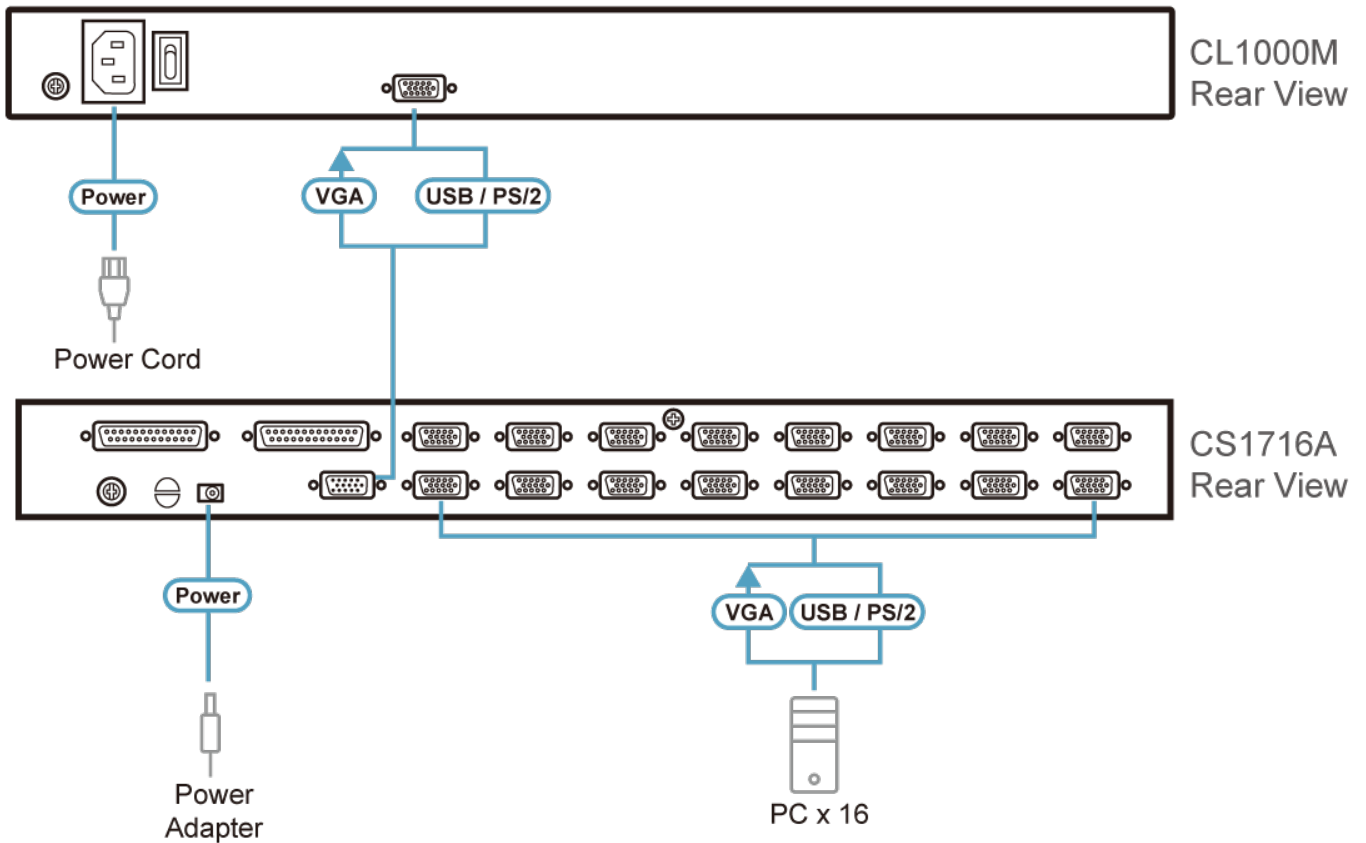 CL1000M
Rear View
Power
VGA
USB / PS/2
Power Cord
CS1716A
Rear View
Power
VGA
USB / PS/2
Power
Adapter
PC x 16